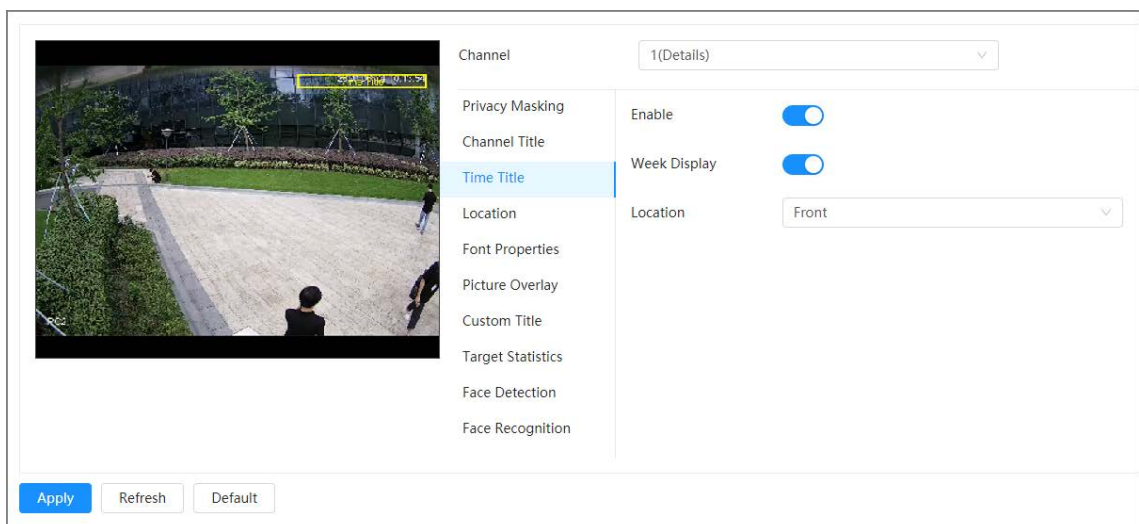 Channel
1(Details)
Privacy Masking
Channel Title
Time Title
Location
Font Properties
Picture Overlay
Custom Title
Target Statistics
Face Detection
Face Recognition
Enable
Week Display
Location
Front
Apply
Refresh
Default